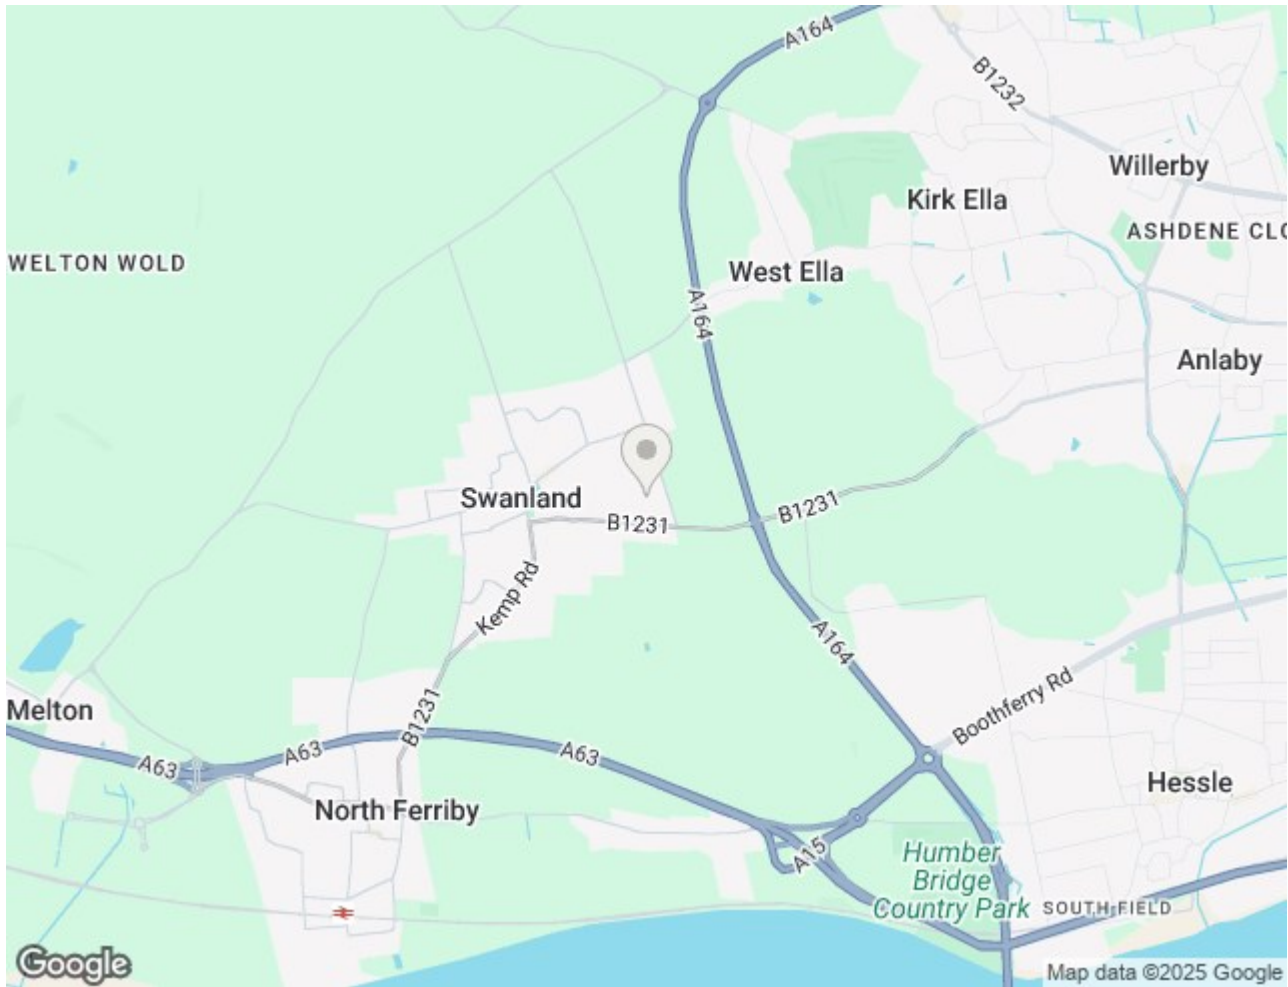 A164
B1232
Willerby
Kirk Ella
ASHDENE CLO
WELTON WOLD
West Ella
A164
Anlaby
Swanland
B1231
B1231
Kemp Rd
A164
Boothferry Rd
Melton
B1231
A63
A63
A63
Hessle
North Ferriby
A15
Humber
Bridge
Country Park
SOUTH FIELD
Google
Map data ©2025 Google